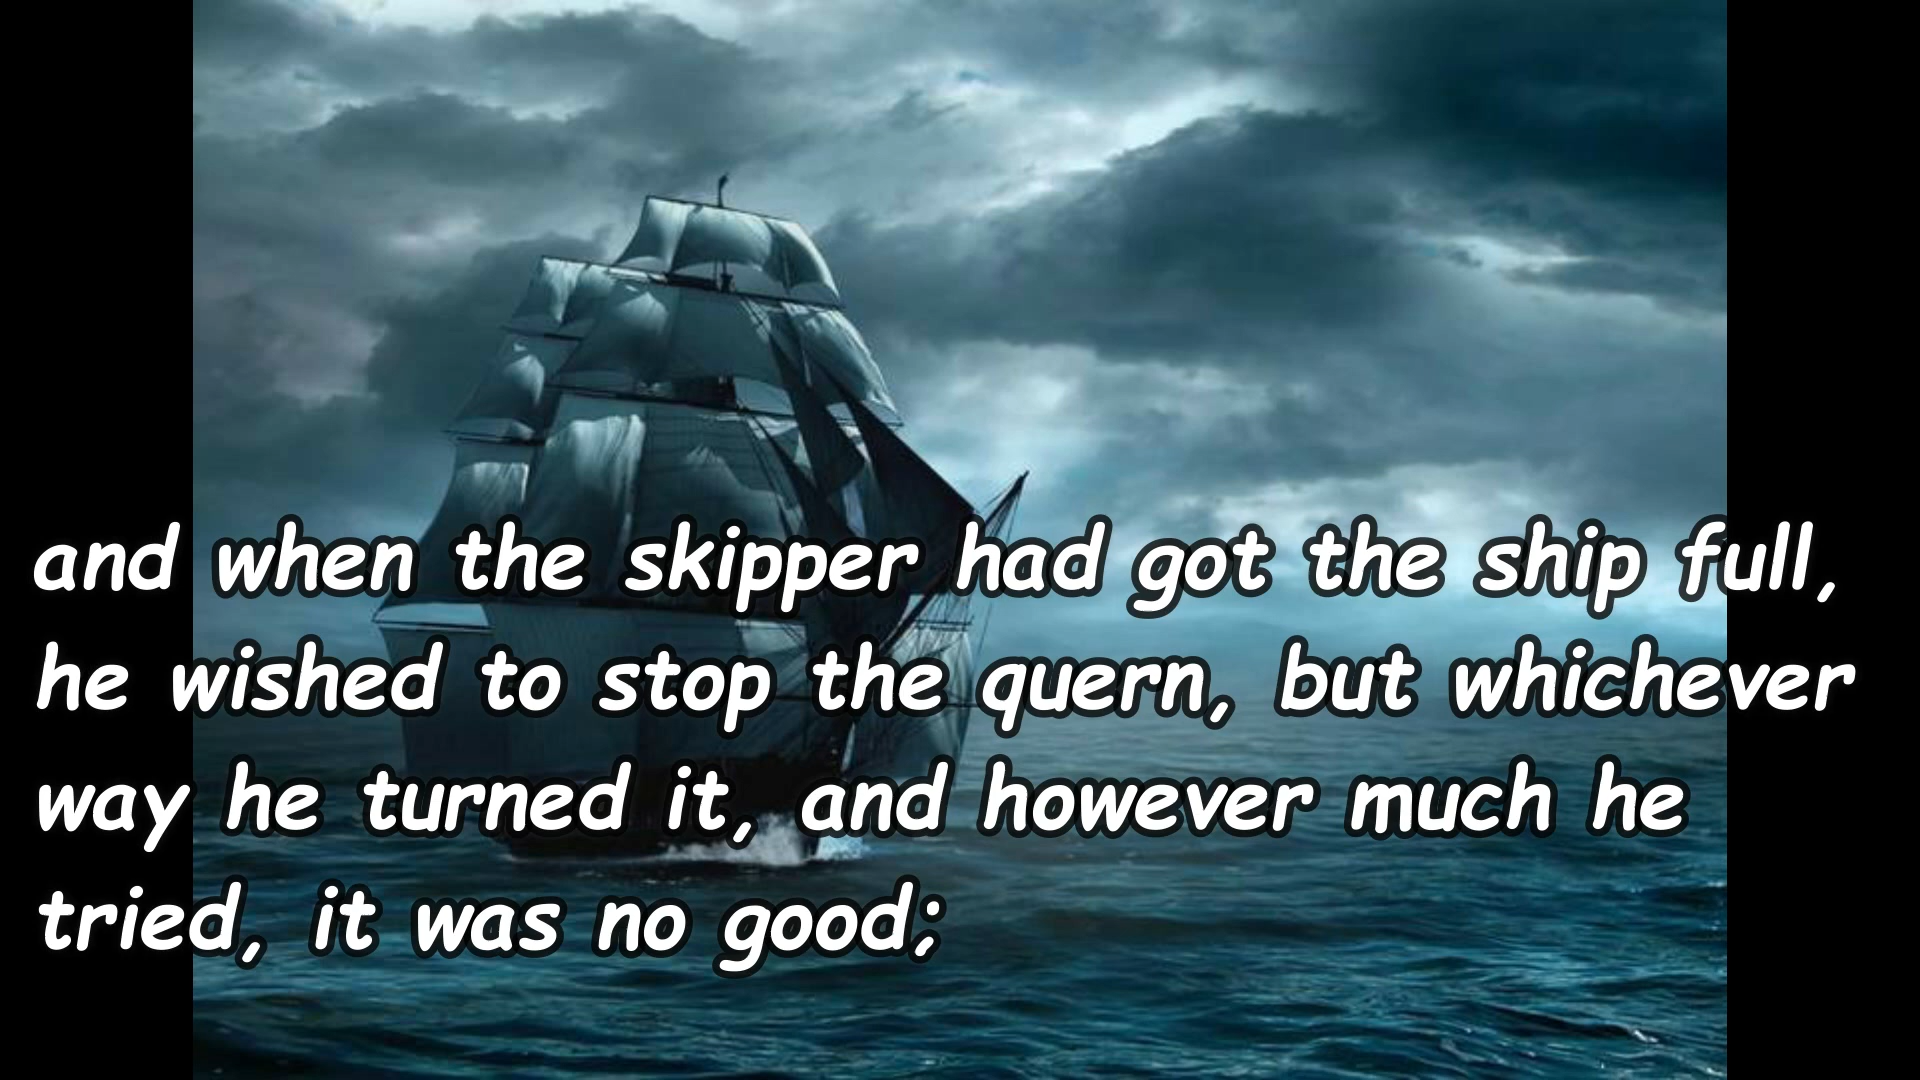 and when the skipper had got the ship full,
he wished to stop the quern, but whichever
way he turned it, and however much he
tried, it was no good;